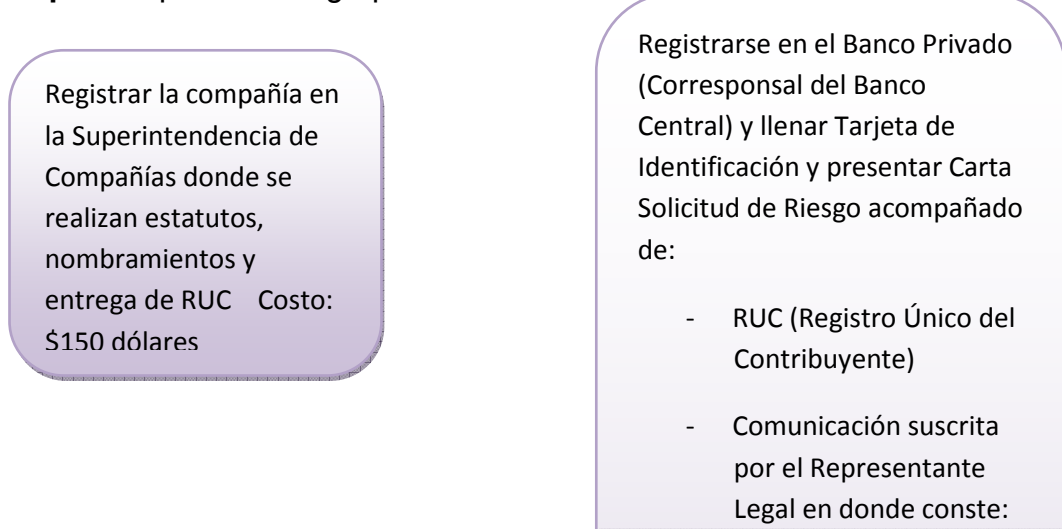 Registrar la compañía en
la Superintendencia de
Compañías donde se
realizan estatutos,
nombramientos y
entrega de RUC    Costo:
$150 dólares
Registrarse en el Banco Privado
(Corresponsal del Banco
Central) y llenar Tarjeta de
Identificación y presentar Carta
Solicitud de Riesgo acompañado
de:
- RUC (Registro Único del
Contribuyente)
- Comunicación suscrita
por el Representante
Legal en donde conste: